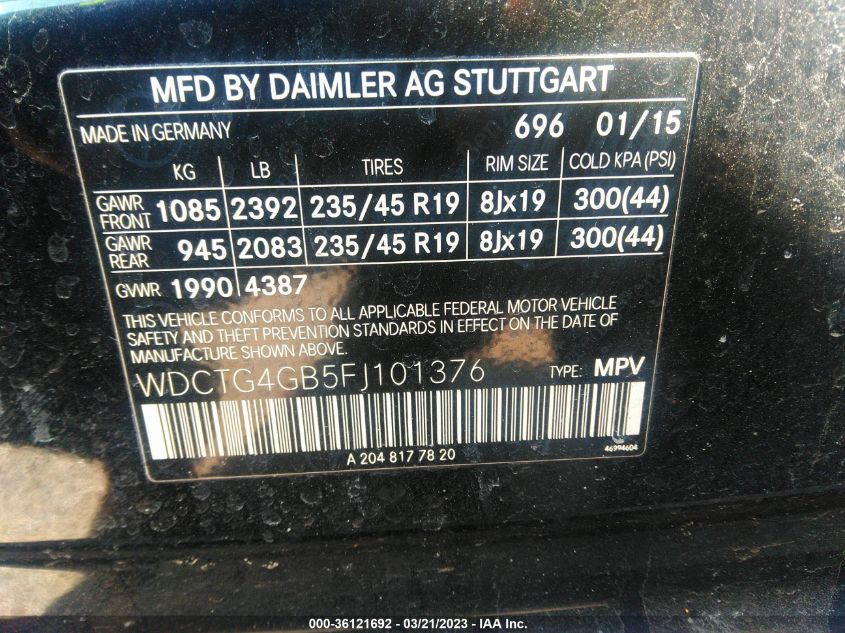 MFD BY DAIMLER AG STUTTGART
MADE IN GERMANY 696 01/15
KG LB TIRES RIM SIZE COLD KPA (PSI)
GAWR FRONT 1085 2392 235/45 R19 8Jx19 300(44)
GAWR REAR 945 2083 235/45 R19 8Jx19 300(44)
GVWR 1990 4387
THIS VEHICLE CONFORMS TO ALL APPLICABLE FEDERAL MOTOR VEHICLE
SAFETY AND THEFT PREVENTION STANDARDS IN EFFECT ON THE DATE OF
MANUFACTURE SHOWN ABOVE.
WDCTG4GB5FJ101376 TYPE: MPV
A 204 817 78 20 46994604
000-36121692 - 03/21/2023 - IAA Inc.